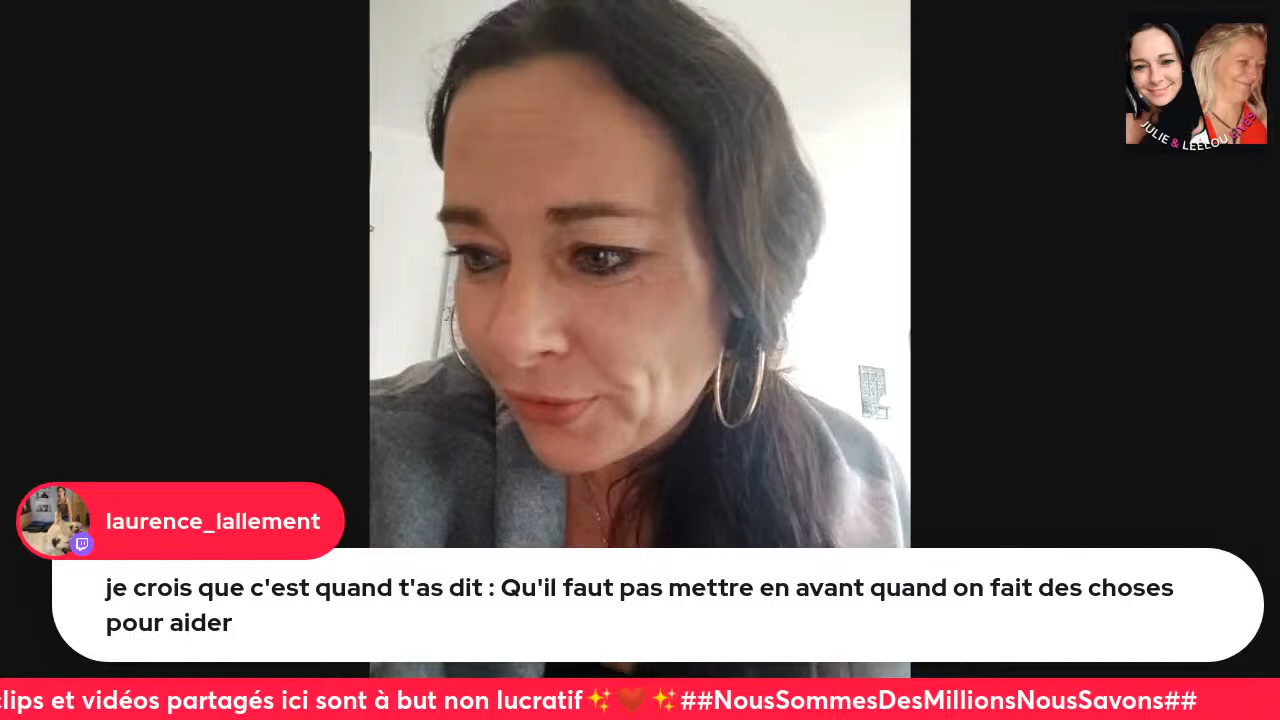 JULIE & LEELOU LIVES
laurence_lallement
je crois que c'est quand t'as dit : Qu'il faut pas mettre en avant quand on fait des choses
pour aider
clips et vidéos partagés ici sont à but non lucratif✨❤️✨##NousSommesDesMillionsNousSavons##